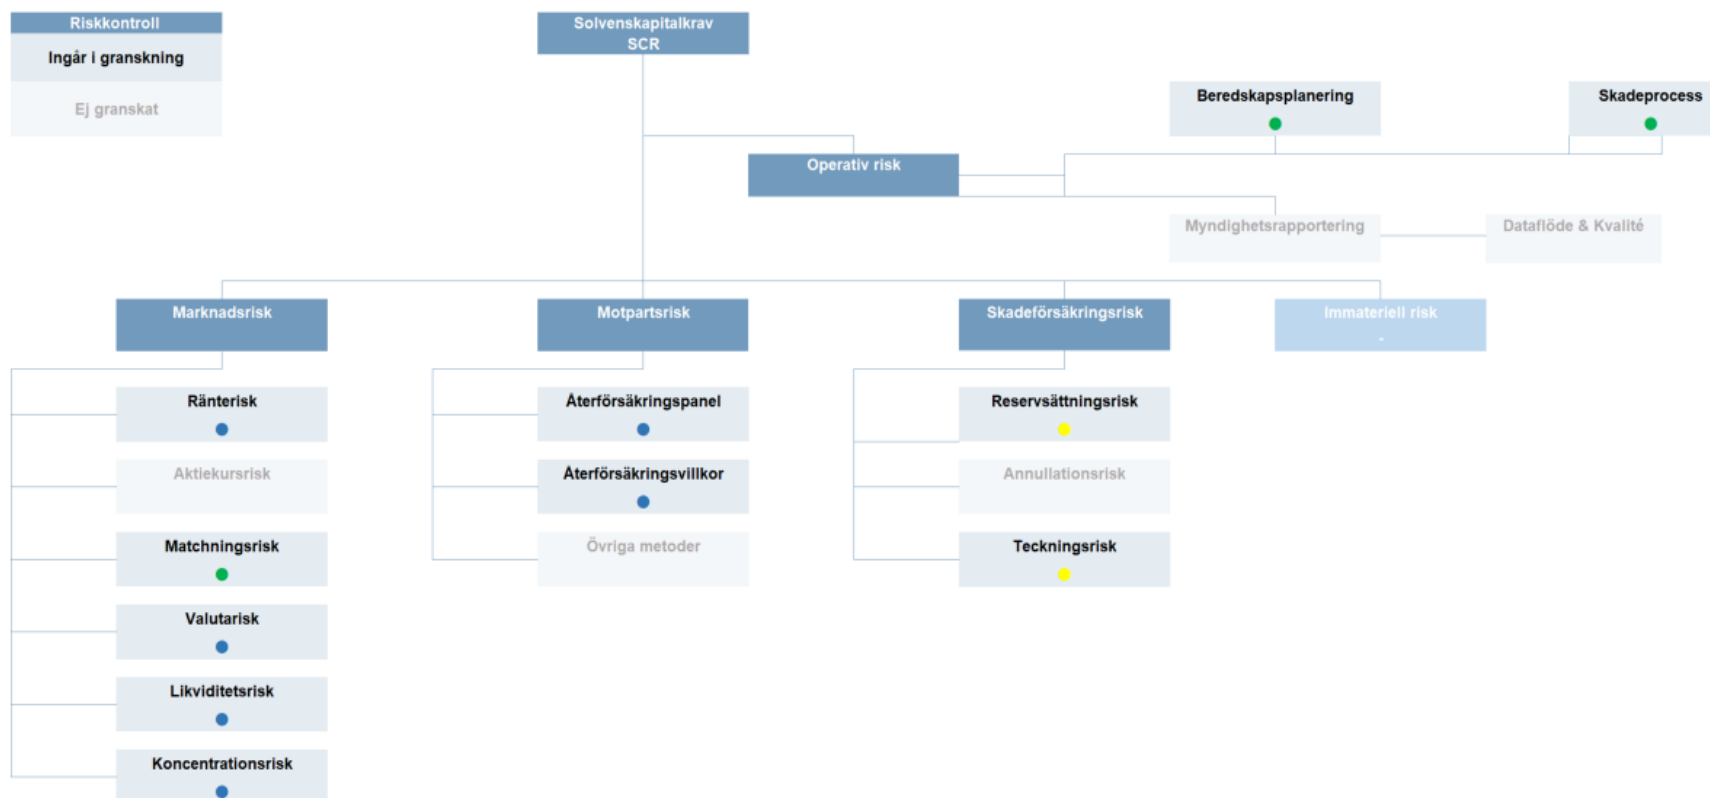 Riskkontroll
Ingår i granskning
Ej granskat
Solvenskapitalkrav
SCR
Beredskapsplanering
Skadeprocess
Operativ risk
Myndighetsrapportering
Dataflöde & Kvalité
Marknadsrisk
Motpartsrisk
Skadeförsäkringsrisk
Immateriell risk
-
Ränterisk
Återförsäkringspanel
Reservsättningsrisk
Aktiekursrisk
Återförsäkringsvillkor
Annullationsrisk
Matchningsrisk
Övriga metoder
Teckningsrisk
Valutarisk
Likviditetsrisk
Koncentrationsrisk